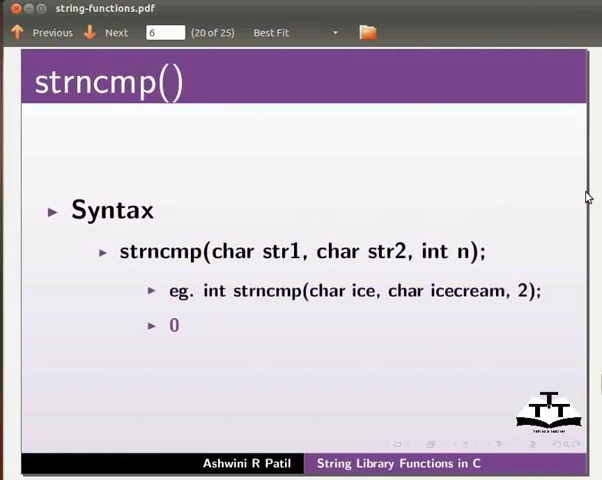 string-functions.pdf
Previous Next 6 (20 of 25) Best Fit
strncmp()
Syntax
strncmp(char str1, char str2, int n);
eg. int strncmp(char ice, char icecream, 2);
0
TTT
Ashwini R Patil String Library Functions in C